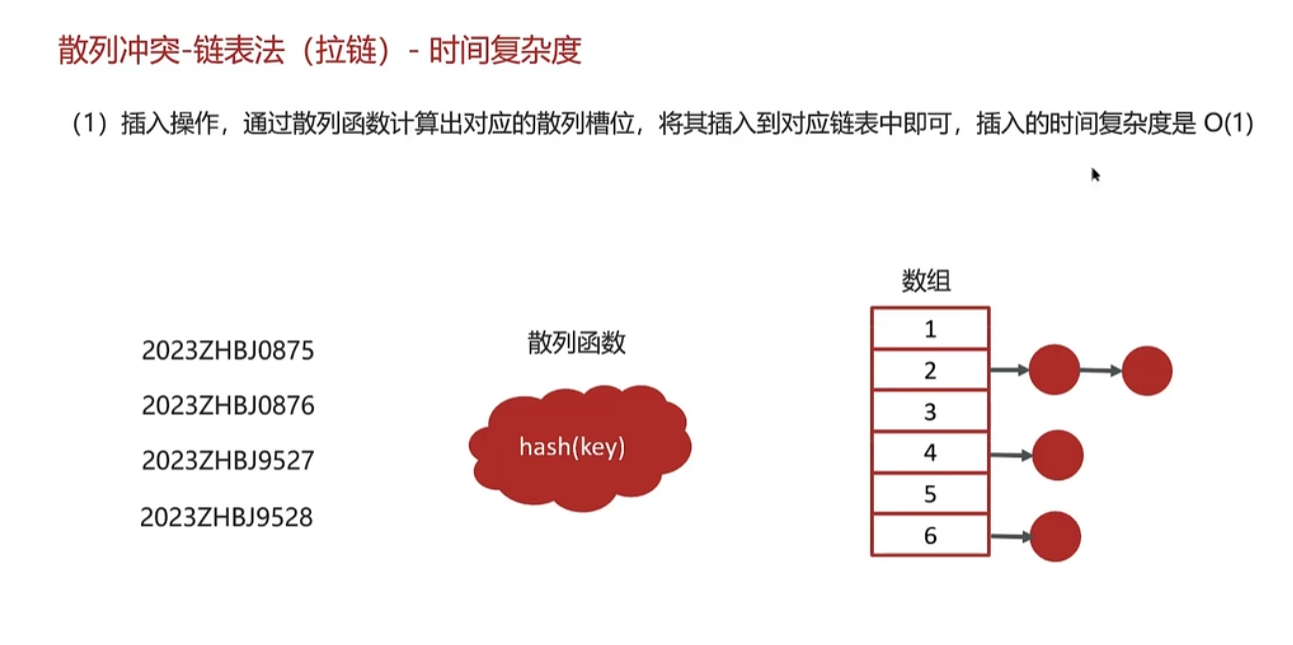 散列冲突-链表法（拉链）- 时间复杂度
（1）插入操作，通过散列函数计算出对应的散列槽位，将其插入到对应链表中即可，插入的时间复杂度是 O(1)
数组
散列函数
2023ZHBJ0875
2023ZHBJ0876
2023ZHBJ9527
2023ZHBJ9528
hash(key)
1
2
3
4
5
6